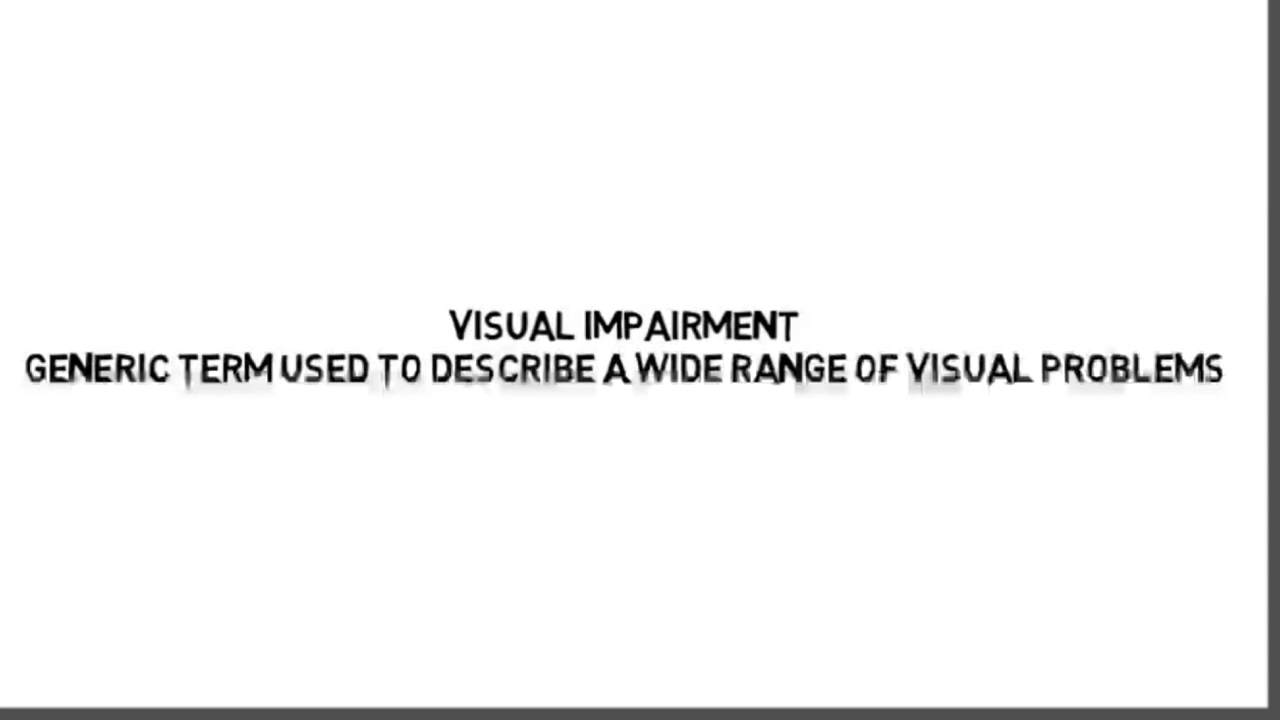 VISUAL IMPAIRMENT
GENERIC TERM USED TO DESCRIBE A WIDE RANGE OF VISUAL PROBLEMS